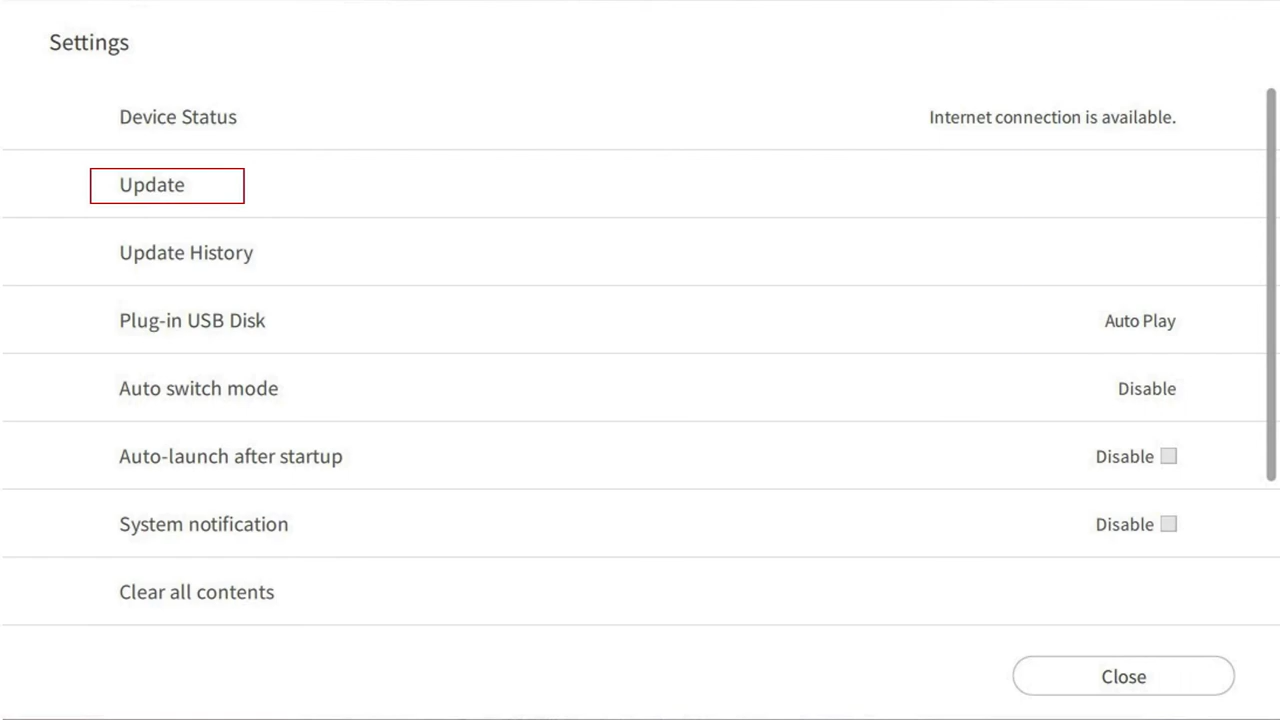 Settings
Device Status Internet connection is available.
Update
Update History
Plug-in USB Disk Auto Play
Auto switch mode Disable
Auto-launch after startup Disable
System notification Disable
Clear all contents
Close